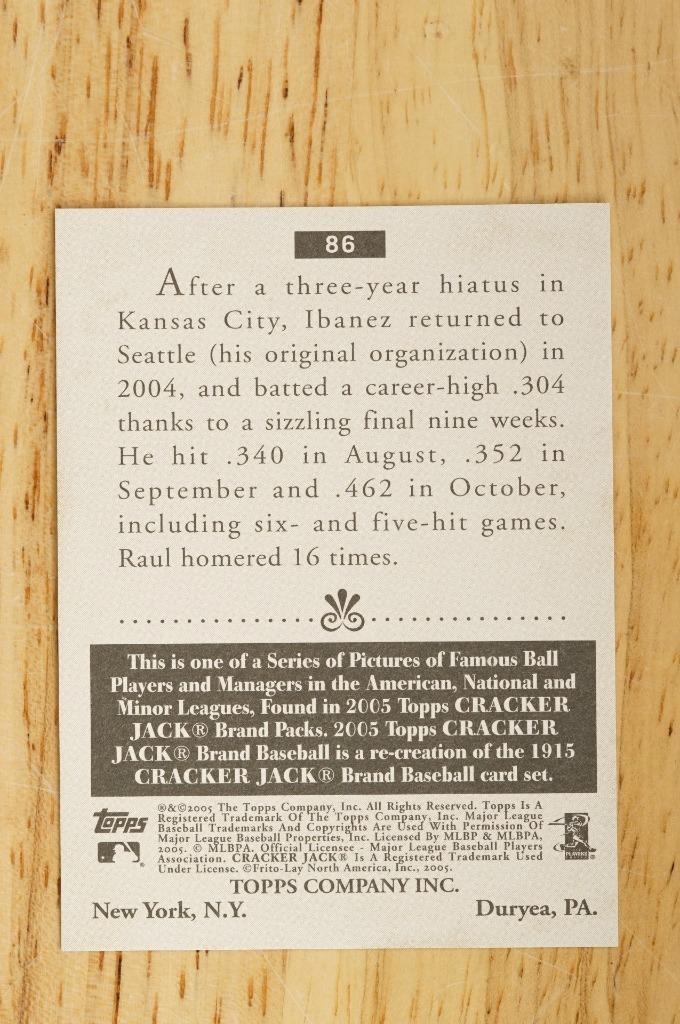 86
After a three-year hiatus in
Kansas City, Ibanez returned to
Seattle (his original organization) in
2004, and batted a career-high .304
thanks to a sizzling final nine weeks.
He hit .340 in August, .352 in
September and .462 in October,
including six- and five-hit games.
Raul homered 16 times.
This is one of a Series of Pictures of Famous Ball
Players and Managers in the American, National and
Minor Leagues, Found in 2005 Topps CRACKER
JACK® Brand Packs. 2005 Topps CRACKER
JACK® Brand Baseball is a re-creation of the 1915
CRACKER JACK® Brand Baseball card set.
Topps
®&©2005 The Topps Company, Inc. All Rights Reserved. Topps Is A
Registered Trademark Of The Topps Company, Inc. Major League
Baseball Trademarks And Copyrights Are Used With Permission Of
Major League Baseball Properties, Inc. Licensed By MLBP & MLBPA,
2005. © MLBPA. Official Licensee - Major League Baseball Players
Association. CRACKER JACK® Is A Registered Trademark Used
Under License. ©Frito-Lay North America, Inc., 2005.
PLAYERS
TOPPS COMPANY INC.
New York, N.Y. Duryea, PA.